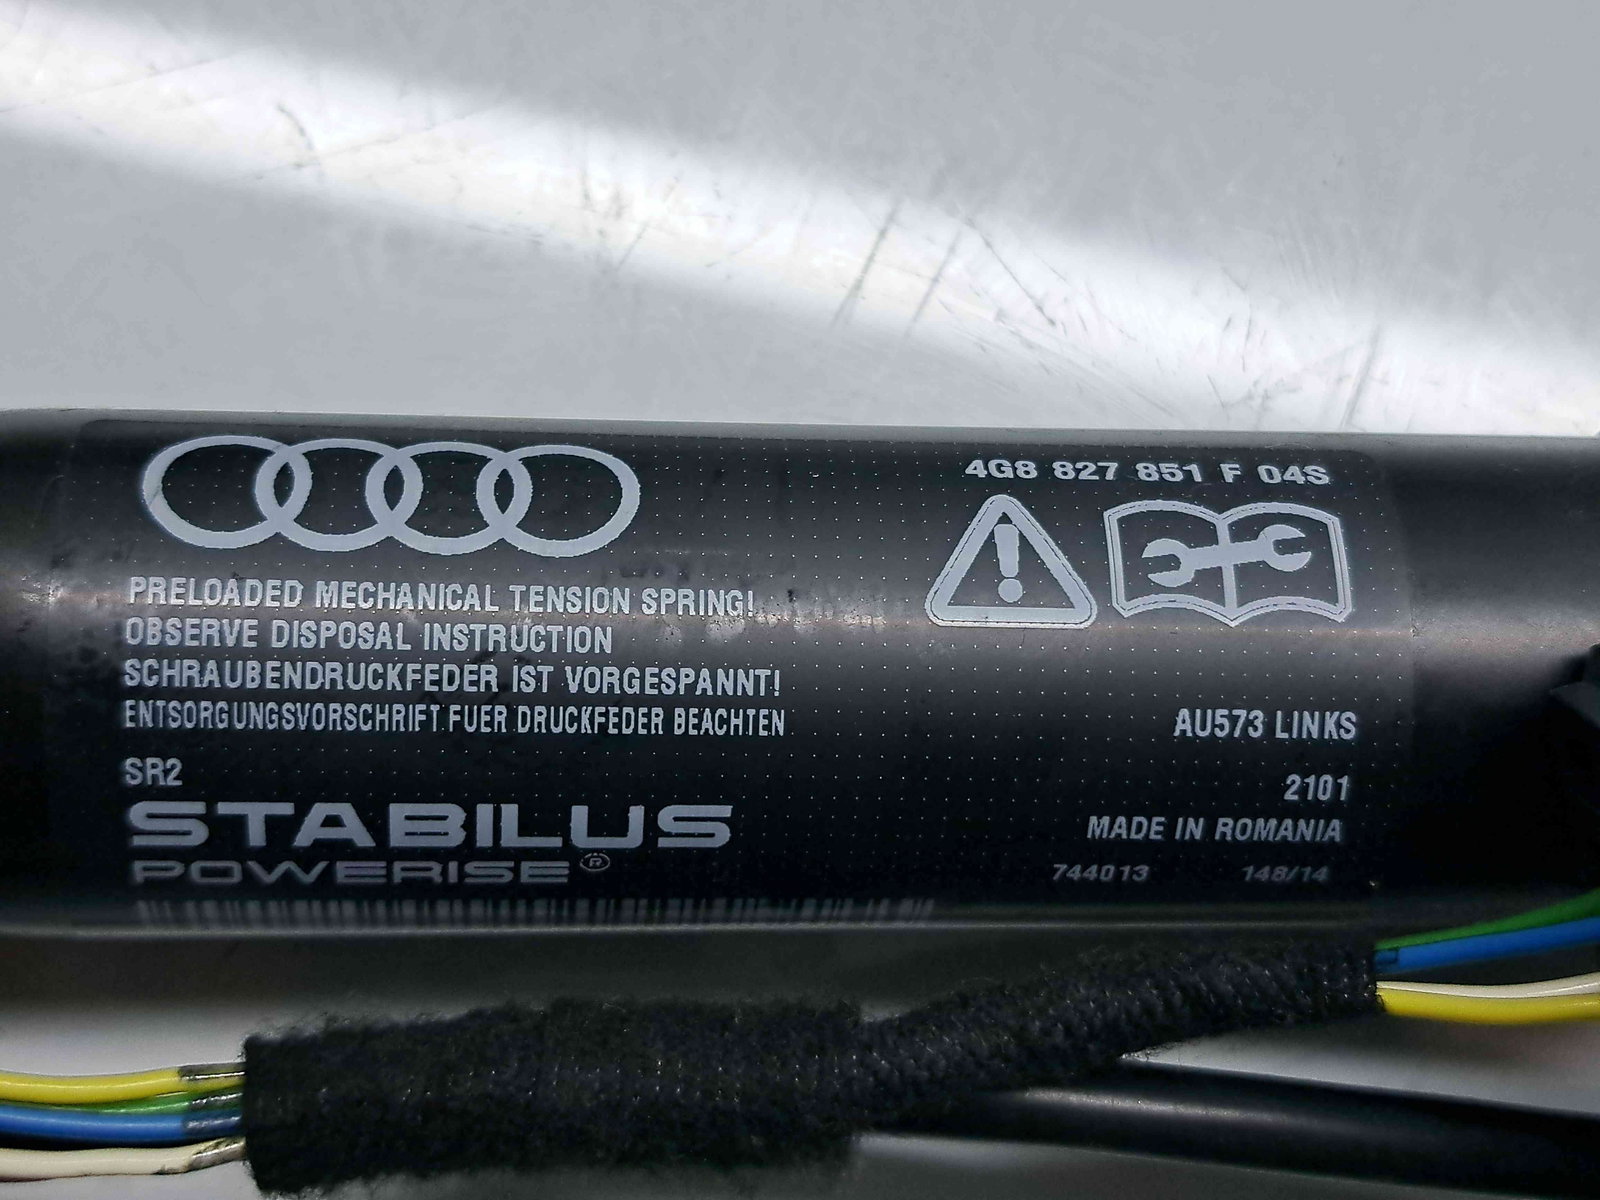 4G8 827 851 F 04S
PRELOADED MECHANICAL TENSION SPRING!
OBSERVE DISPOSAL INSTRUCTION
SCHRAUBENDRUCKFEDER IST VORGESPANNT!
ENTSORGUNGSVORSCHRIFT FUER DRUCKFEDER BEACHTEN
AU573 LINKS
SR2
2101
STABILUS
MADE IN ROMANIA
POWERISE®
744013 148/14